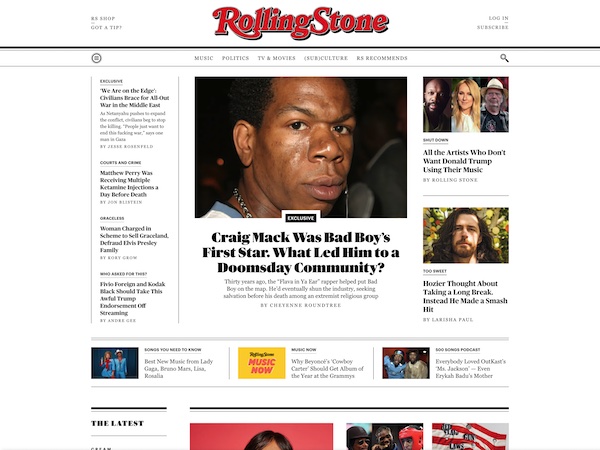 RS SHOP
GOT A TIP?
RollingStone
LOG IN
SUBSCRIBE
MUSIC POLITICS TV & MOVIES (SUB)CULTURE RS RECOMMENDS
EXCLUSIVE
'We Are on the Edge':
Civilians Brace for All-Out
War in the Middle East
As Netanyahu pushes to expand
the conflict, civilians beg to stop
the killing. "People just want to
end this fucking war," says one
man in Gaza
BY JESSE ROSENFELD
COURTS AND CRIME
Matthew Perry Was
Receiving Multiple
Ketamine Injections a
Day Before Death
BY JON BLISTEIN
GRACELESS
Woman Charged in
Scheme to Sell Graceland,
Defraud Elvis Presley
Family
BY RORY GROW
WHO ASKED FOR THIS?
Fivio Foreign and Kodak
Black Should Take This
Awful Trump
Endorsement Off
Streaming
BY ANDRE GEE
EXCLUSIVE
Craig Mack Was Bad Boy's
First Star. What Led Him to a
Doomsday Community?
Thirty years ago, the "Flava in Ya Ear" rapper helped put Bad
Boy on the map. He'd eventually shun the industry, seeking
salvation before his death among an extremist religious group
BY CHEYENNE ROUNDTREE
SHUT DOWN
All the Artists Who Don't
Want Donald Trump
Using Their Music
BY ROLLING STONE
TOO SWEET
Hozier Thought About
Taking a Long Break.
Instead He Made a Smash
Hit
BY LARISHA PAUL
SONGS YOU NEED TO KNOW
Best New Music from Lady
Gaga, Bruno Mars, Lisa,
Rosalia
RollingStone
MUSIC
NOW
MUSIC NOW
Why Beyoncé's 'Cowboy
Carter' Should Get Album of
the Year at the Grammys
500 SONGS PODCAST
Everybody Loved OutKast's
'Ms. Jackson' — Even
Erykah Badu's Mother
THE LATEST
GUN
LAWS